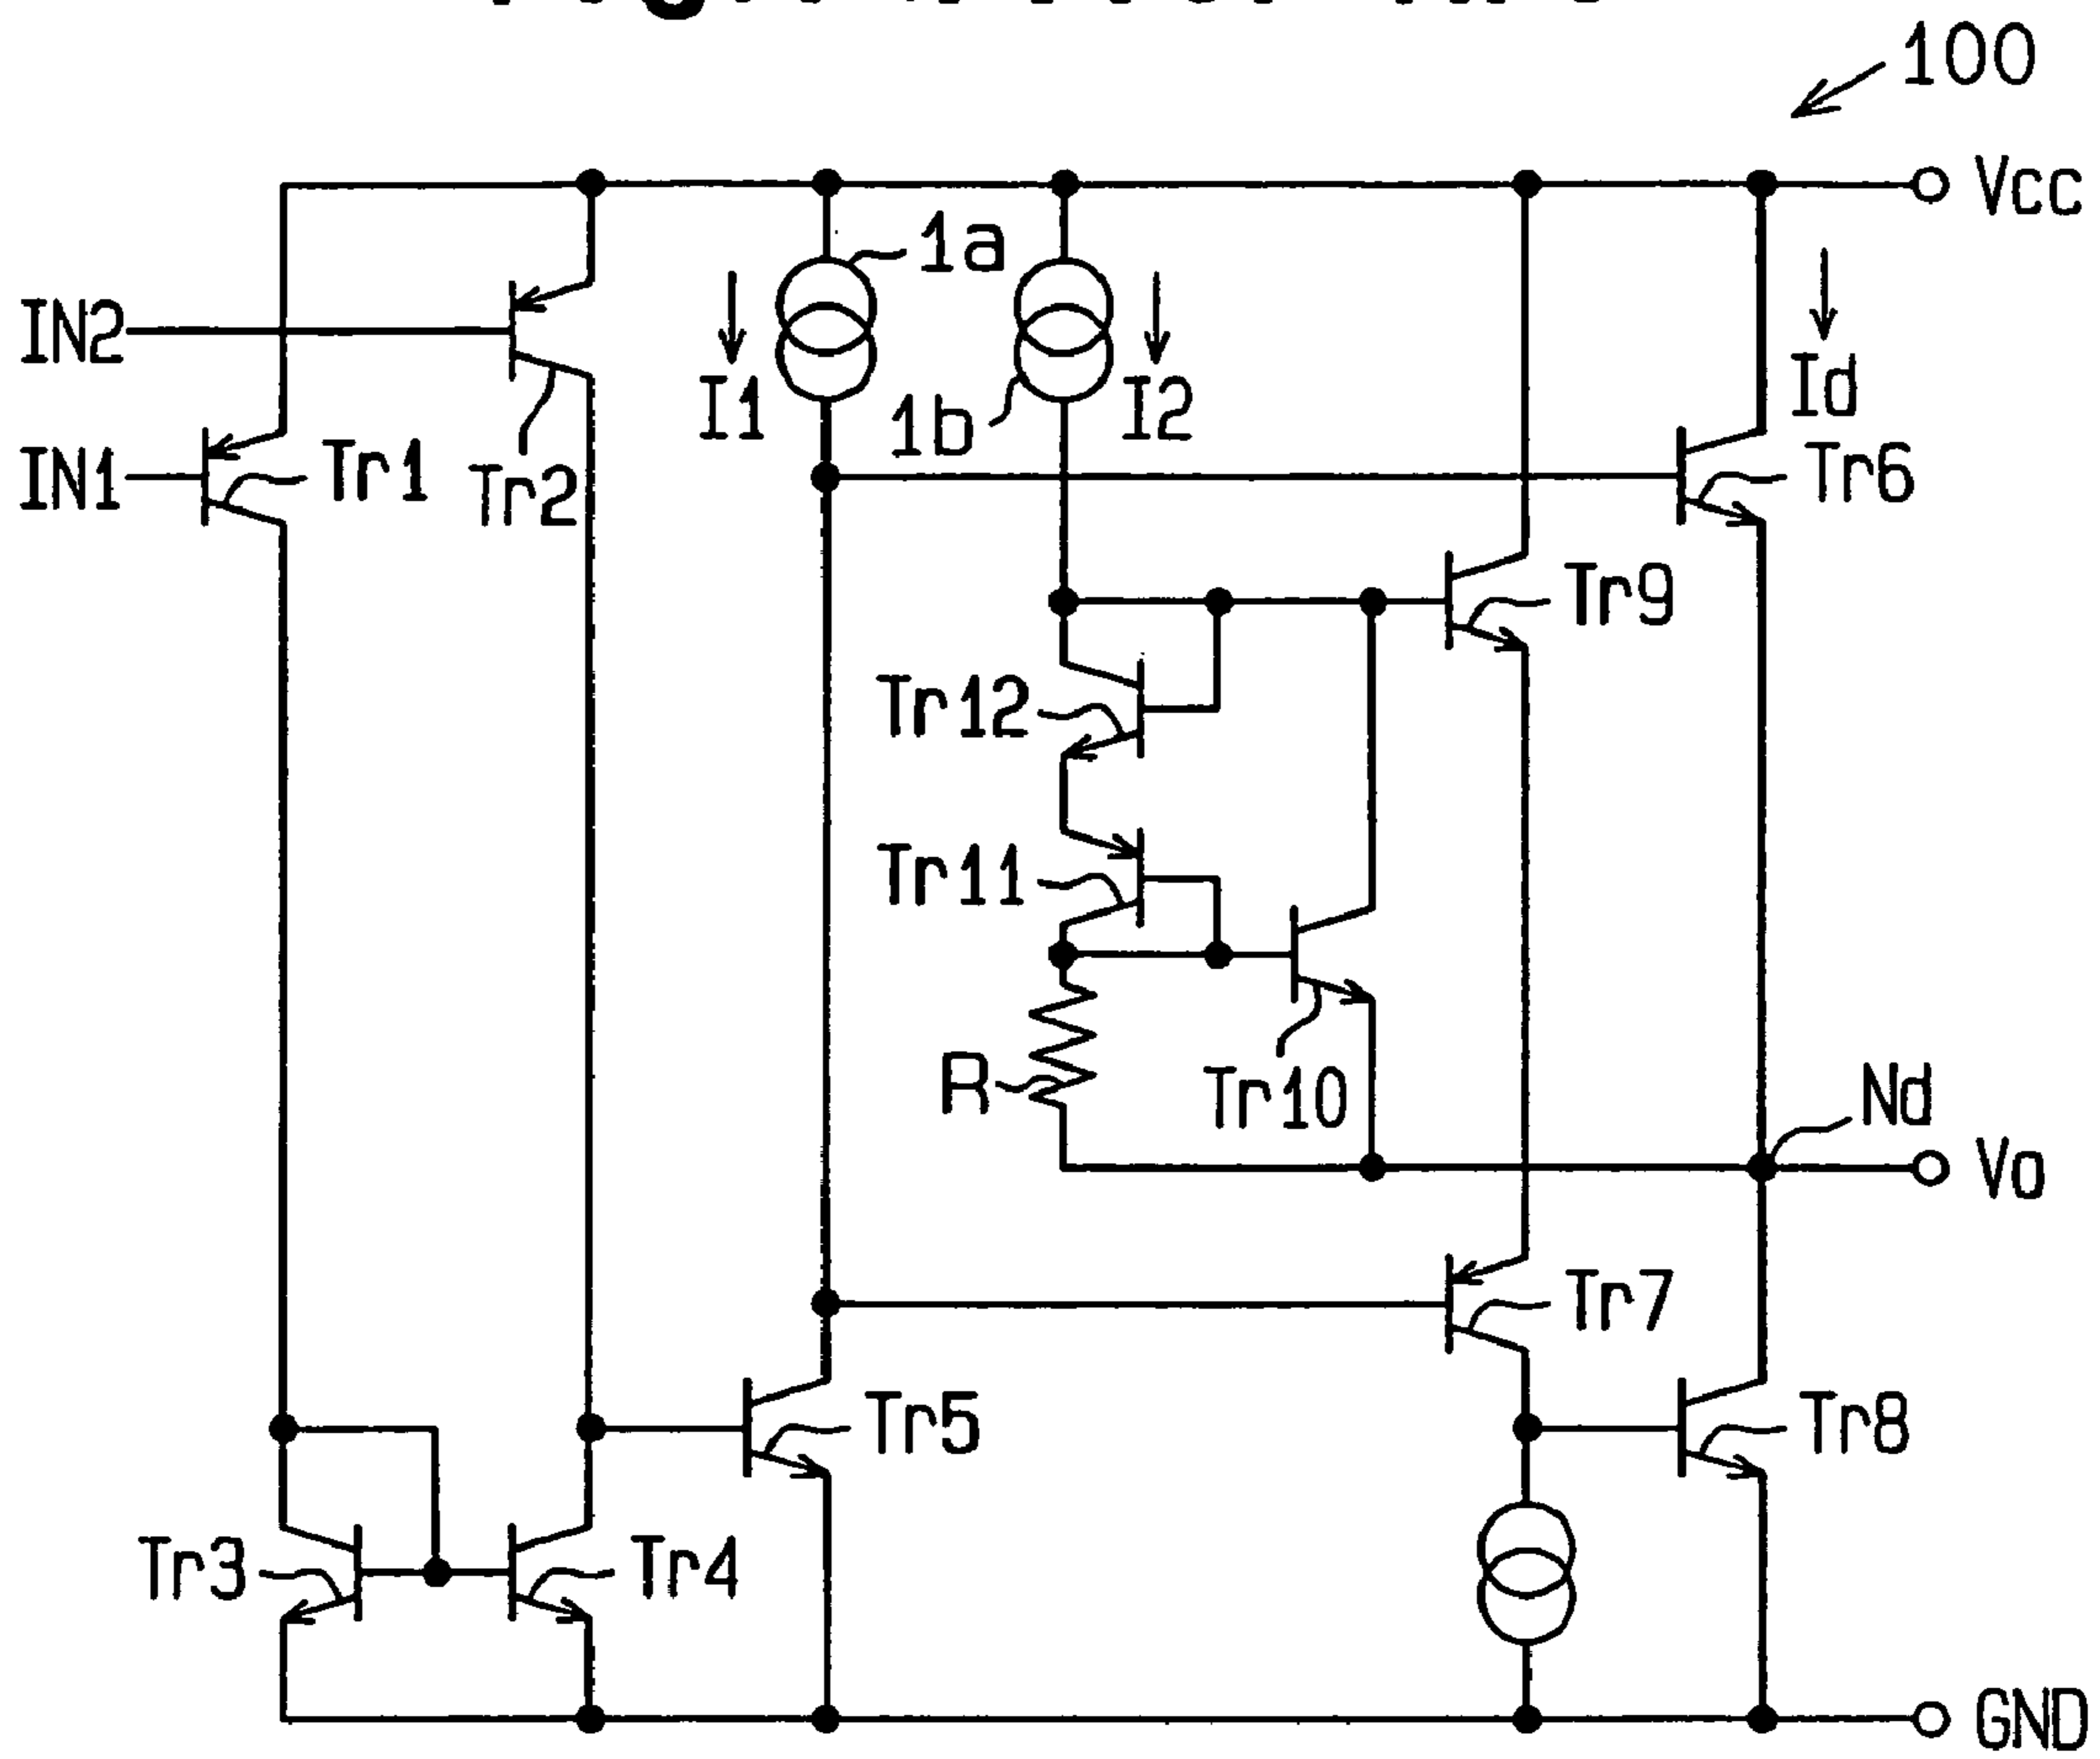 100
Vcc
1a
IN2
Id
I1
1b
I2
IN1
Tr1
Tr2
Tr6
Tr9
Tr12
Tr11
R
Tr10
Nd
Vo
Tr7
Tr5
Tr8
Tr3
Tr4
GND